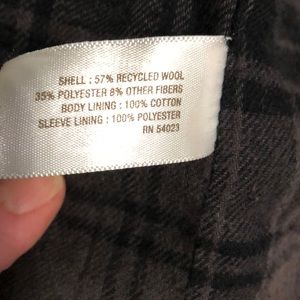 SHELL : 57% RECYCLED WOOL
35% POLYESTER 8% OTHER FIBERS
BODY LINING : 100% COTTON
SLEEVE LINING : 100% POLYESTER
RN 54023